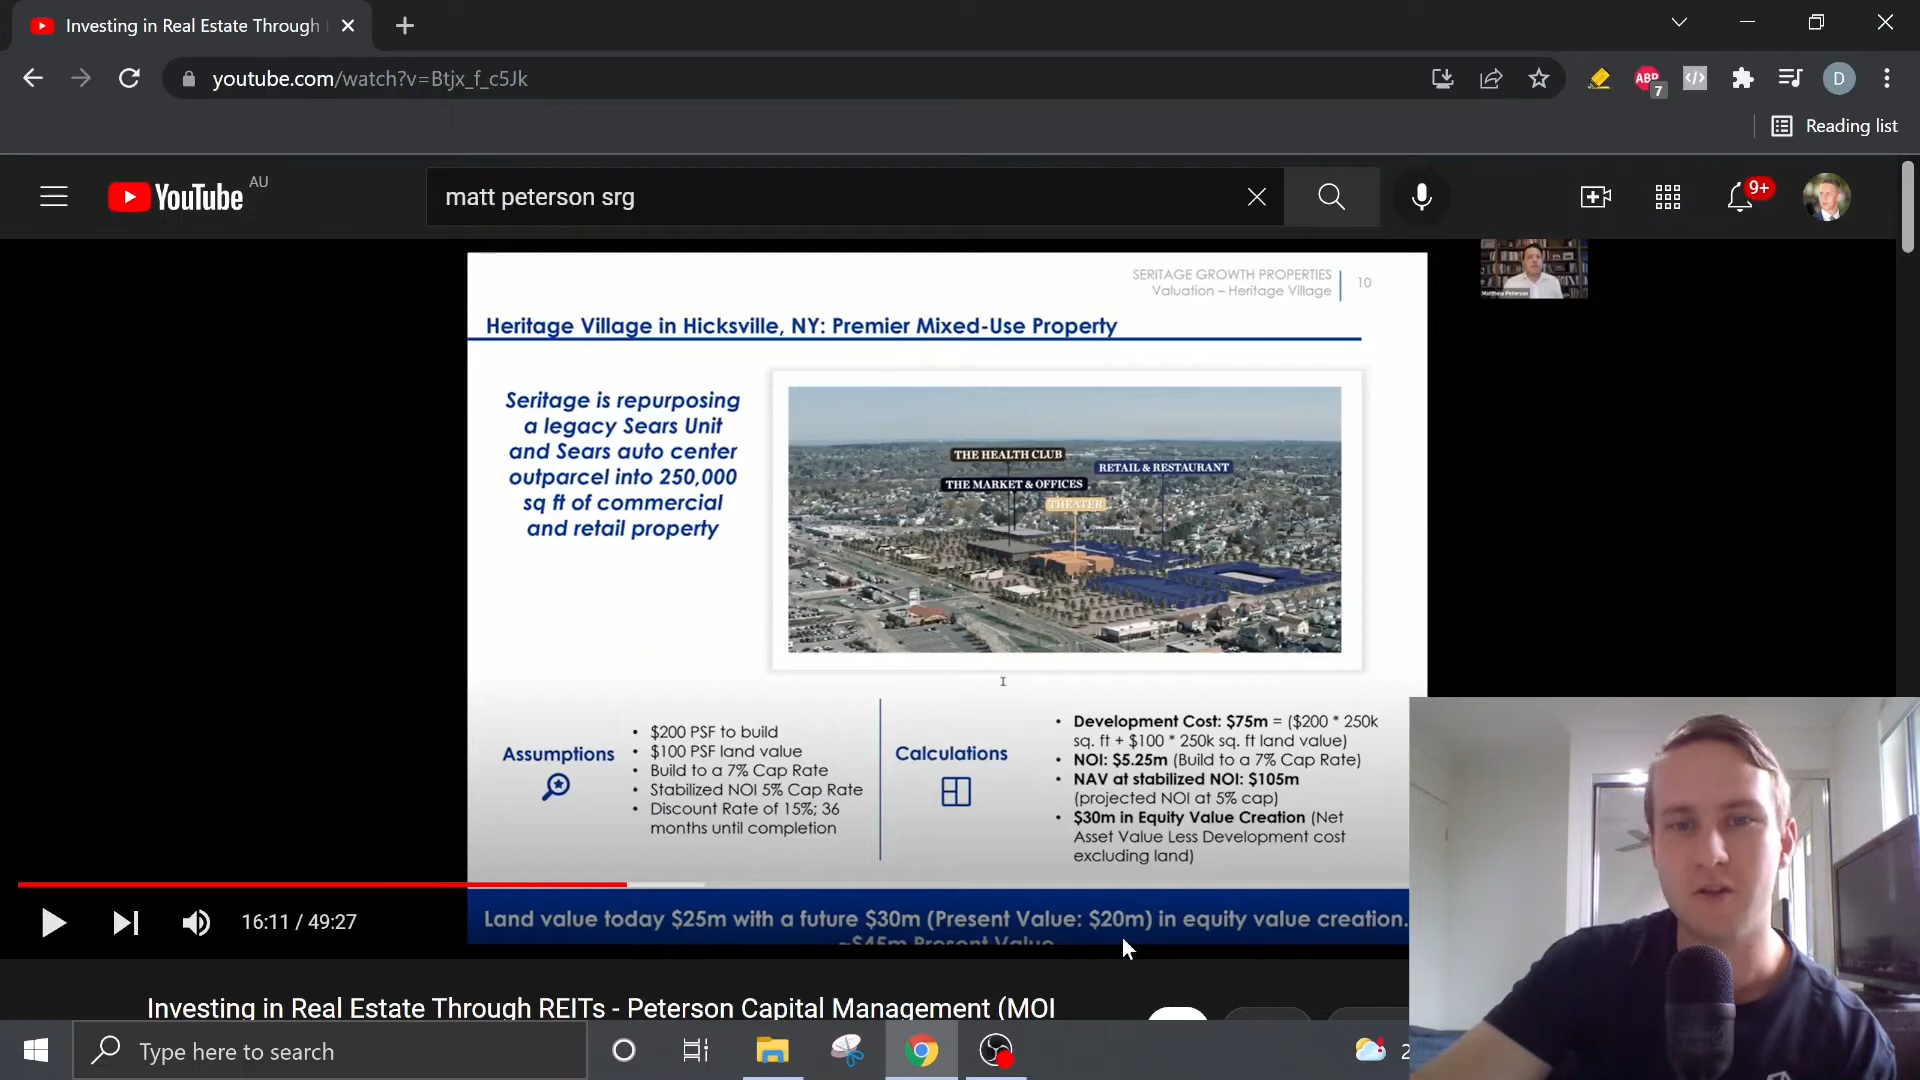 Investing in Real Estate Through
youtube.com/watch?v=Btjx_f_c5Jk
ABP
7
D
Reading list
YouTube
AU
matt peterson srg
9+
SERITAGE GROWTH PROPERTIES
Valuation – Heritage Village
10
Matthew Peterson
Heritage Village in Hicksville, NY: Premier Mixed-Use Property
Seritage is repurposing
a legacy Sears Unit
and Sears auto center
outparcel into 250,000
sq ft of commercial
and retail property
THE HEALTH CLUB
RETAIL & RESTAURANT
THE MARKET & OFFICES
THEATER
Assumptions
• $200 PSF to build
• $100 PSF land value
• Build to a 7% Cap Rate
• Stabilized NOI 5% Cap Rate
• Discount Rate of 15%; 36
months until completion
Calculations
• Development Cost: $75m = ($200 * 250k
sq. ft + $100 * 250k sq. ft land value)
• NOI: $5.25m (Build to a 7% Cap Rate)
• NAV at stabilized NOI: $105m
(projected NOI at 5% cap)
• $30m in Equity Value Creation (Net
Asset Value Less Development cost
excluding land)
Land value today $25m with a future $30m (Present Value: $20m) in equity value creation.
~$45m Present Value
16:11 / 49:27
Investing in Real Estate Through REITs - Peterson Capital Management (MOI
Type here to search
2